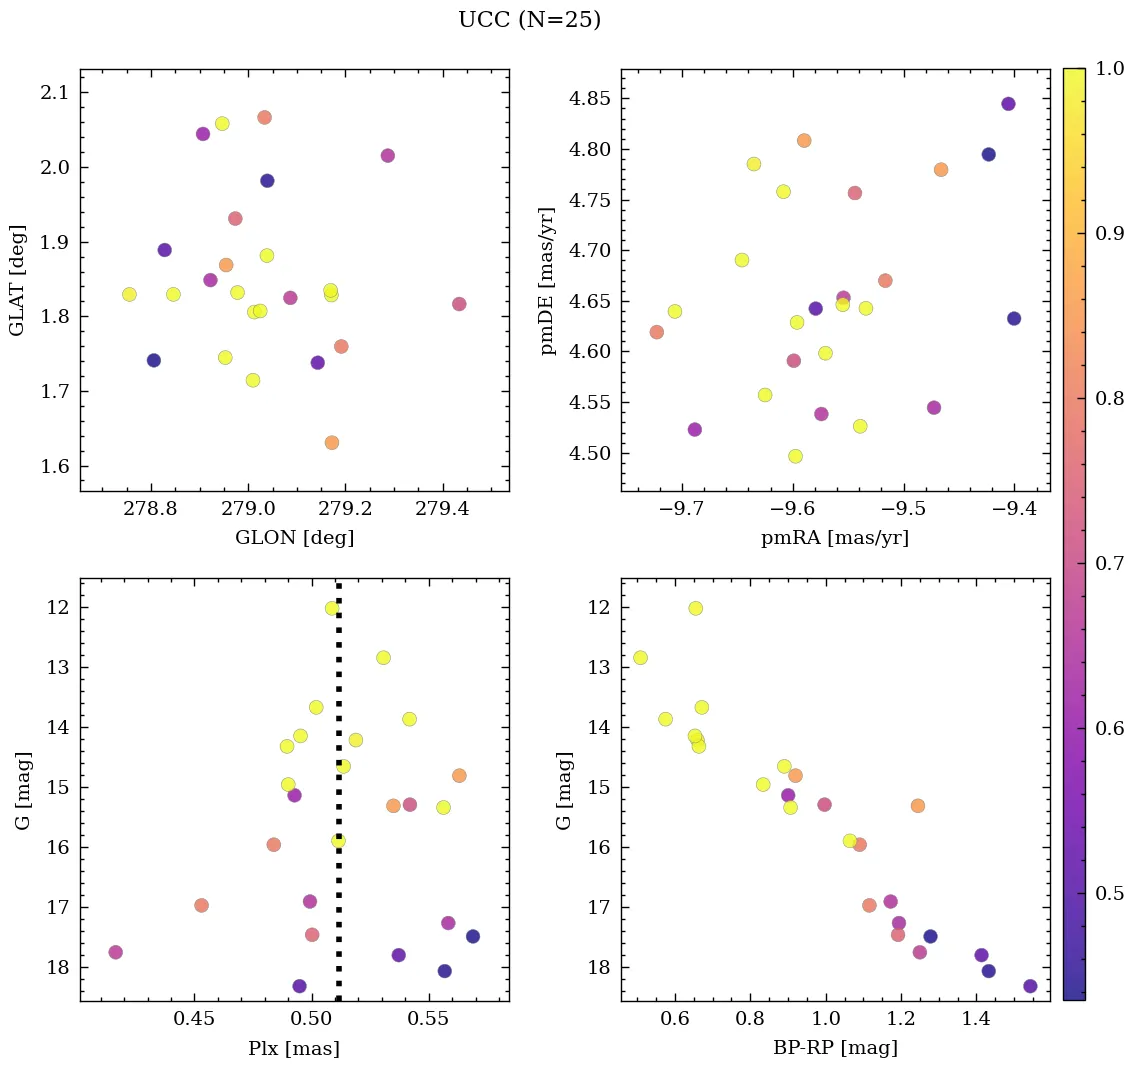 UCC (N=25)
2.1
2.0
1.9
1.8
1.7
1.6
GLAT [deg]
278.8 279.0 279.2 279.4
GLON [deg]
4.85
4.80
4.75
4.70
4.65
4.60
4.55
4.50
pmDE [mas/yr]
−9.7 −9.6 −9.5 −9.4
pmRA [mas/yr]
1.0
0.9
0.8
0.7
0.6
0.5
12
13
14
15
16
17
18
G [mag]
0.45 0.50 0.55
Plx [mas]
12
13
14
15
16
17
18
G [mag]
0.6 0.8 1.0 1.2 1.4
BP-RP [mag]